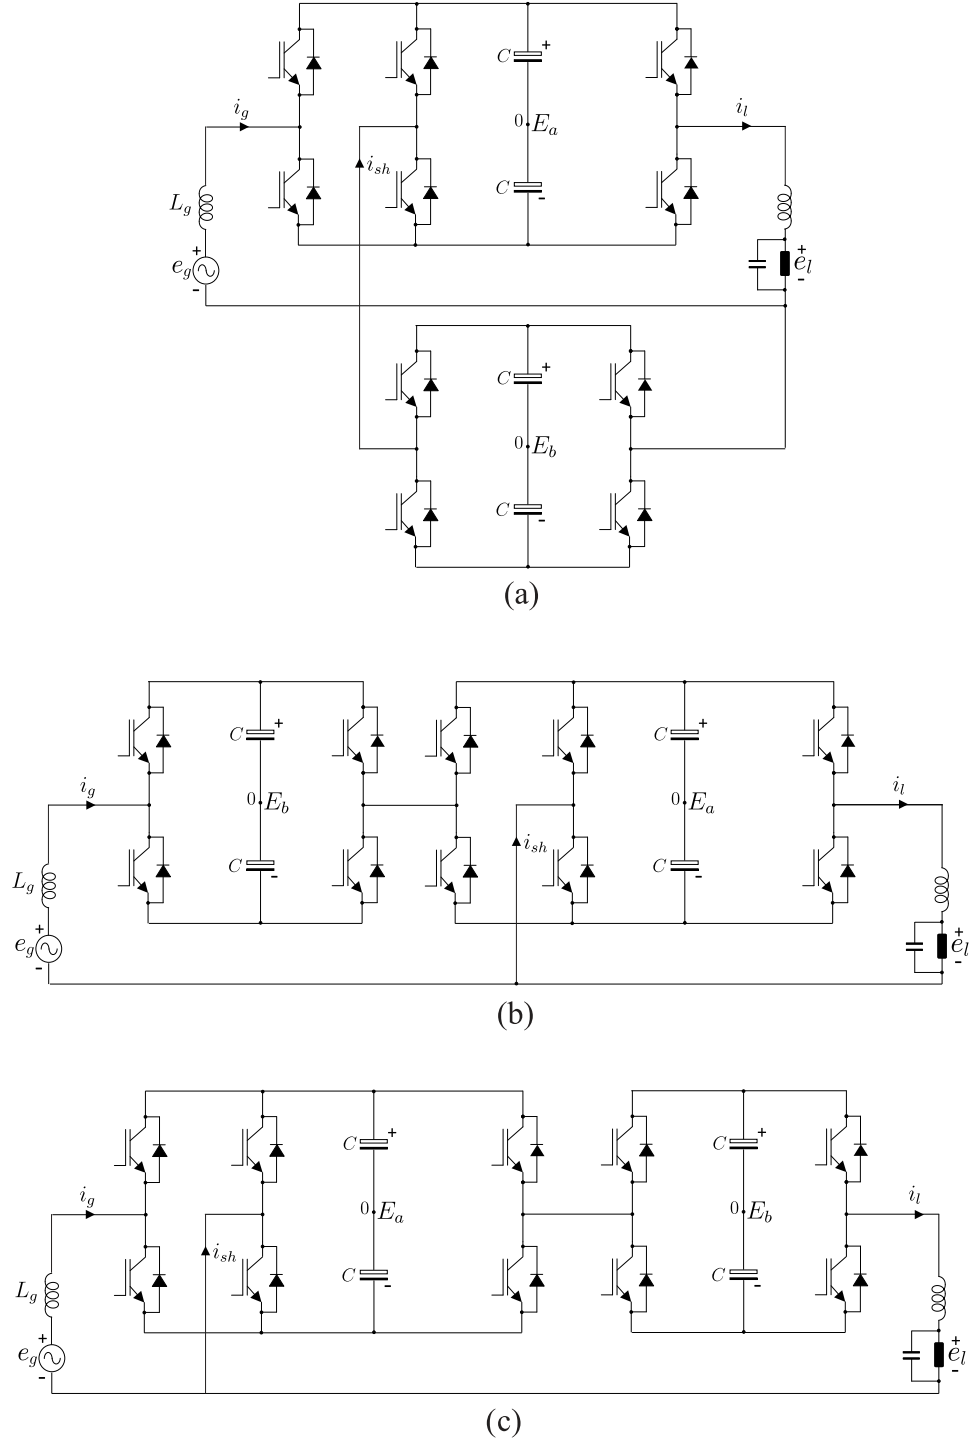 C +
i_g 0 E_a i_l
i_sh
C -
L_g
+ +
e_g e_l
- -
C +
0 E_b
C -
(a)
C + C +
i_g 0 E_b 0 E_a i_l
i_sh
C - C -
L_g
+ +
e_g e_l
- -
(b)
C + C +
i_g 0 E_a 0 E_b i_l
i_sh
C - C -
L_g
+ +
e_g e_l
- -
(c)